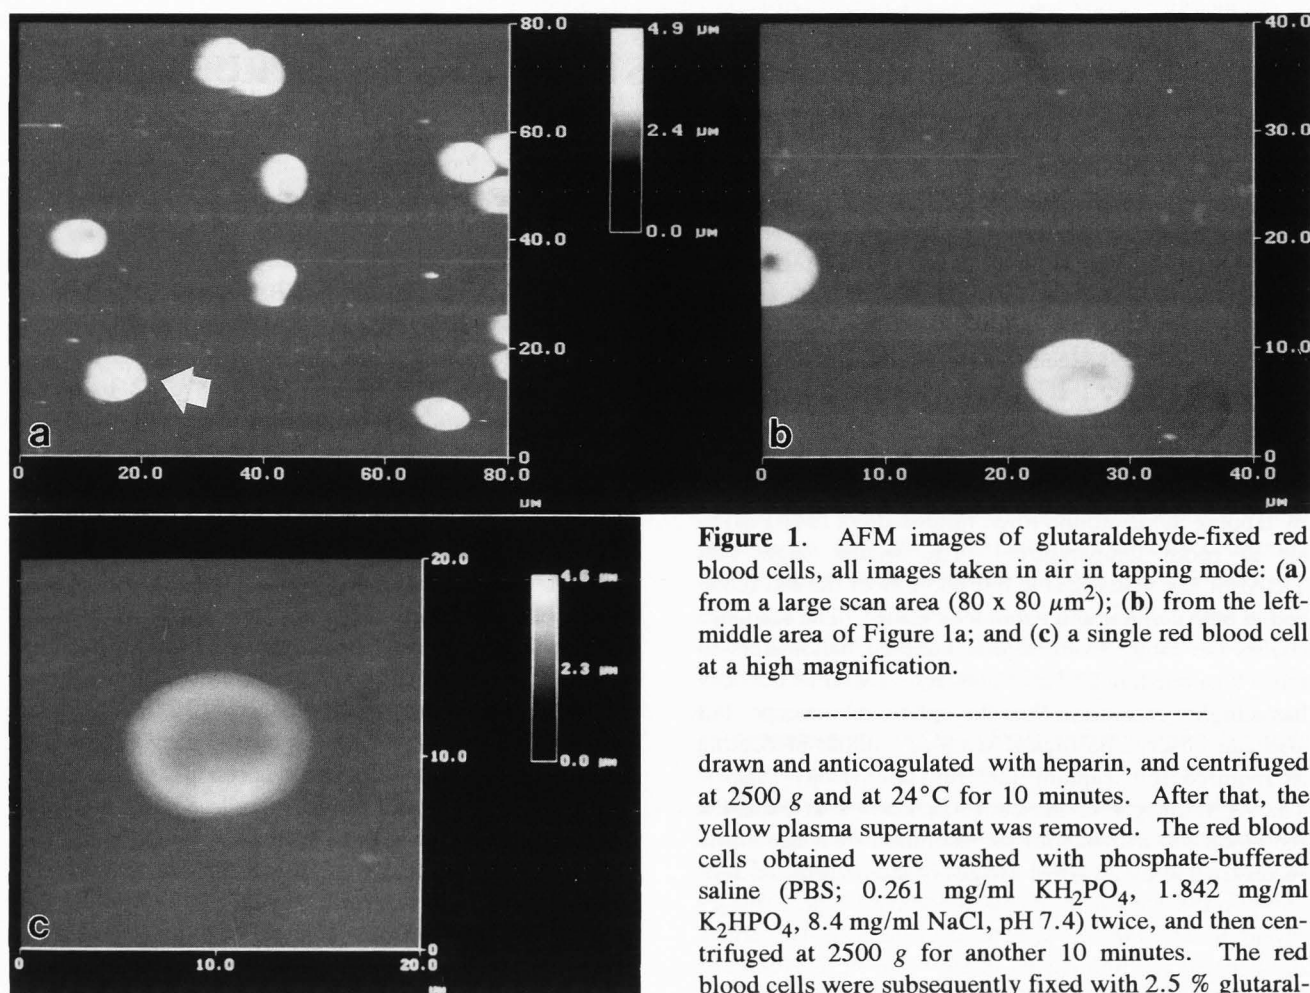 80.0
60.0
40.0
20.0
0
0
20.0
40.0
60.0
80.0
µM
a
4.9 µM
2.4 µM
0.0 µM
40.0
30.0
20.0
10.0
0
0
10.0
20.0
30.0
40.0
µM
b
20.0
10.0
0
0
10.0
20.0
µM
c
4.6 µM
2.3 µM
0.0 µM
Figure 1. AFM images of glutaraldehyde-fixed red
blood cells, all images taken in air in tapping mode: (a)
from a large scan area (80 x 80 μm²); (b) from the left-
middle area of Figure 1a; and (c) a single red blood cell
at a high magnification.
drawn and anticoagulated with heparin, and centrifuged
at 2500 g and at 24°C for 10 minutes. After that, the
yellow plasma supernatant was removed. The red blood
cells obtained were washed with phosphate-buffered
saline (PBS; 0.261 mg/ml KH₂PO₄, 1.842 mg/ml
K₂HPO₄, 8.4 mg/ml NaCl, pH 7.4) twice, and then cen-
trifuged at 2500 g for another 10 minutes. The red
blood cells were subsequently fixed with 2.5 % glutaral-